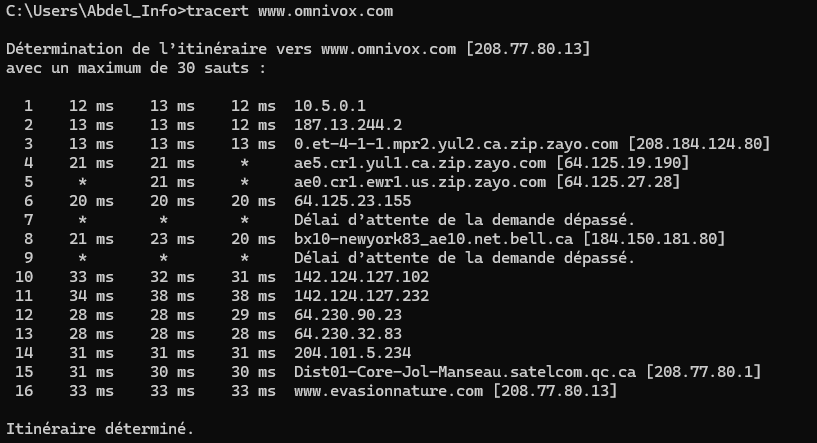 C:\Users\Abdel_Info>tracert www.omnivox.com
Détermination de l’itinéraire vers www.omnivox.com [208.77.80.13]
avec un maximum de 30 sauts :
1 12 ms 13 ms 12 ms 10.5.0.1
2 13 ms 13 ms 12 ms 187.13.244.2
3 13 ms 13 ms 13 ms 0.et-4-1-1.mpr2.yul2.ca.zip.zayo.com [208.184.124.80]
4 21 ms 21 ms * ae5.cr1.yul1.ca.zip.zayo.com [64.125.19.190]
5 * 21 ms * ae0.cr1.ewr1.us.zip.zayo.com [64.125.27.28]
6 20 ms 20 ms 20 ms 64.125.23.155
7 * * * Délai d’attente de la demande dépassé.
8 21 ms 23 ms 20 ms bx10-newyork83_ae10.net.bell.ca [184.150.181.80]
9 * * * Délai d’attente de la demande dépassé.
10 33 ms 32 ms 31 ms 142.124.127.102
11 34 ms 38 ms 38 ms 142.124.127.232
12 28 ms 28 ms 29 ms 64.230.90.23
13 28 ms 28 ms 28 ms 64.230.32.83
14 31 ms 31 ms 31 ms 204.101.5.234
15 31 ms 30 ms 30 ms Dist01-Core-Jol-Manseau.satelcom.qc.ca [208.77.80.1]
16 33 ms 33 ms 33 ms www.evasionnature.com [208.77.80.13]
Itinéraire déterminé.